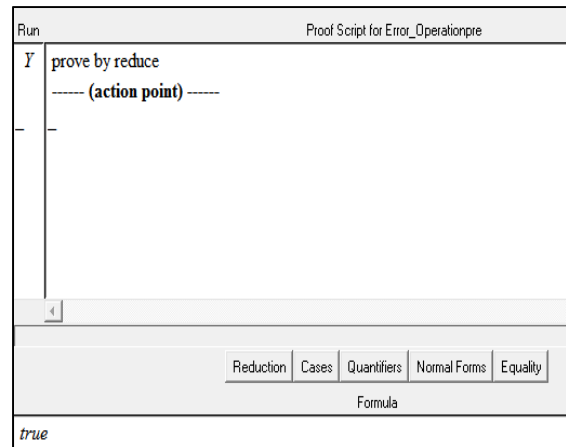 Run Proof Script for Error_Operationpre
Y prove by reduce
------ (action point) ------
Reduction Cases Quantifiers Normal Forms Equality
Formula
true